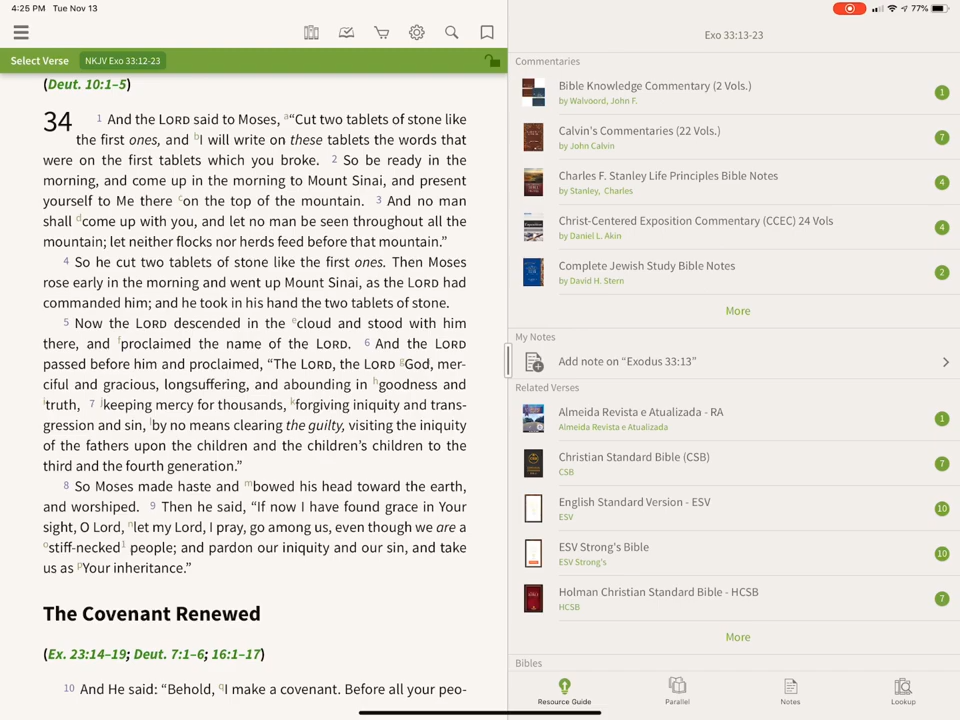 4:25 PM Tue Nov 13
77%
Select Verse NKJV Exo 33:12-23
(Deut. 10:1–5)
34 1 And the LORD said to Moses, a“Cut two tablets of stone like
the first ones, and bI will write on these tablets the words that
were on the first tablets which you broke. 2 So be ready in the
morning, and come up in the morning to Mount Sinai, and present
yourself to Me there con the top of the mountain. 3 And no man
shall dcome up with you, and let no man be seen throughout all the
mountain; let neither flocks nor herds feed before that mountain.”
4 So he cut two tablets of stone like the first ones. Then Moses
rose early in the morning and went up Mount Sinai, as the LORD had
commanded him; and he took in his hand the two tablets of stone.
5 Now the LORD descended in the ecloud and stood with him
there, and fproclaimed the name of the LORD. 6 And the LORD
passed before him and proclaimed, “The LORD, the LORD gGod, mer-
ciful and gracious, longsuffering, and abounding in hgoodness and
itruth, 7 jkeeping mercy for thousands, kforgiving iniquity and trans-
gression and sin, lby no means clearing the guilty, visiting the iniquity
of the fathers upon the children and the children’s children to the
third and the fourth generation.”
8 So Moses made haste and mbowed his head toward the earth,
and worshiped. 9 Then he said, “If now I have found grace in Your
sight, O Lord, nlet my Lord, I pray, go among us, even though we are a
ostiff-necked1 people; and pardon our iniquity and our sin, and take
us as pYour inheritance.”
The Covenant Renewed
(Ex. 23:14–19; Deut. 7:1–6; 16:1–17)
10 And He said: “Behold, qI make a covenant. Before all your peo-
Exo 33:13-23
Commentaries
Bible Knowledge Commentary (2 Vols.)
by Walvoord, John F.
1
Calvin's Commentaries (22 Vols.)
by John Calvin
7
Charles F. Stanley Life Principles Bible Notes
by Stanley, Charles
4
Christ-Centered Exposition Commentary (CCEC) 24 Vols
by Daniel L. Akin
4
Complete Jewish Study Bible Notes
by David H. Stern
2
More
My Notes
Add note on “Exodus 33:13”
Related Verses
Almeida Revista e Atualizada - RA
Almeida Revista e Atualizada
1
Christian Standard Bible (CSB)
CSB
7
English Standard Version - ESV
ESV
10
ESV Strong's Bible
ESV Strong's
10
Holman Christian Standard Bible - HCSB
HCSB
7
More
Bibles
Resource Guide
Parallel
Notes
Lookup